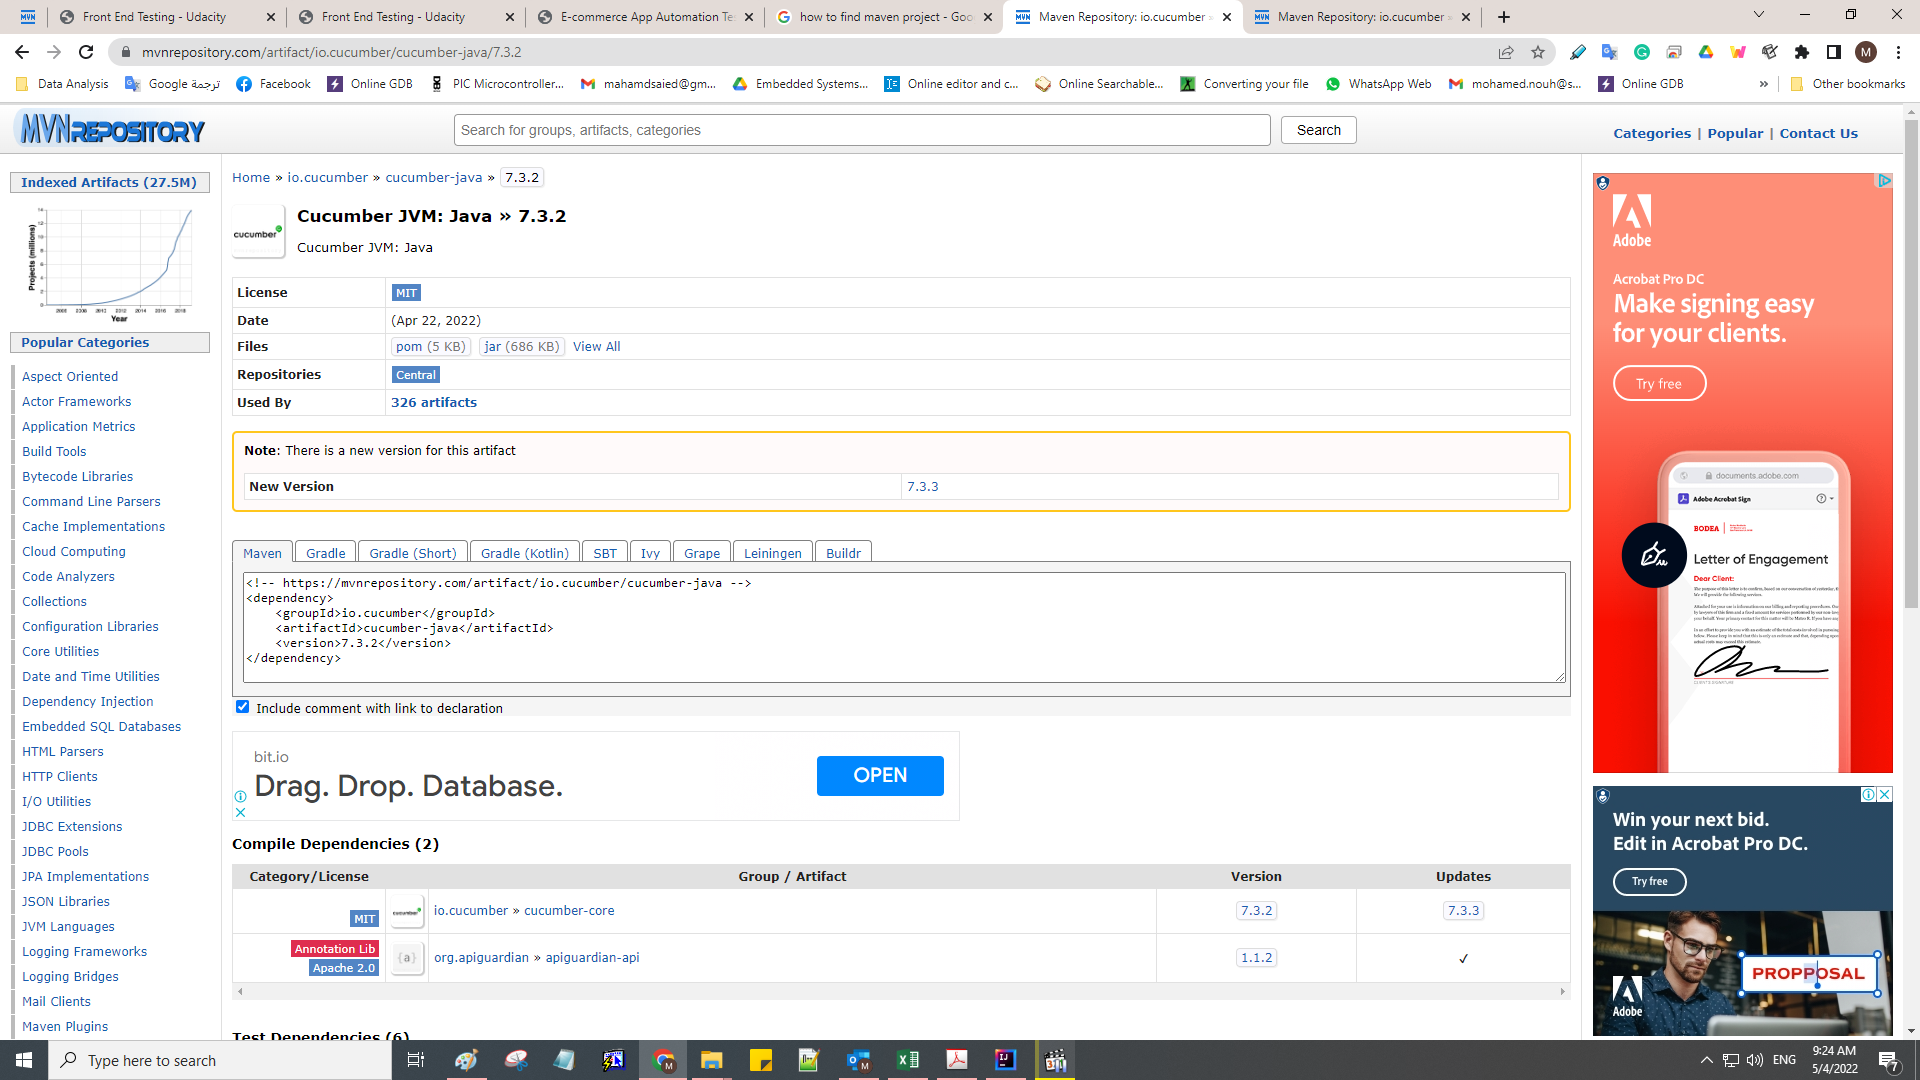 Front End Testing - Udacity
Front End Testing - Udacity
E-commerce App Automation Te
how to find maven project - Goo
Maven Repository: io.cucumber »
Maven Repository: io.cucumber »
mvnrepository.com/artifact/io.cucumber/cucumber-java/7.3.2
M
Data Analysis
Google ترجمة
Facebook
Online GDB
PIC Microcontroller...
mahamdsaied@gm...
Embedded Systems...
Online editor and c...
Online Searchable...
Converting your file
WhatsApp Web
mohamed.nouh@s...
Online GDB
»
Other bookmarks
MVNREPOSITORY
Search for groups, artifacts, categories
Search
Categories | Popular | Contact Us
Indexed Artifacts (27.5M)
Projects (millions)
Year
Popular Categories
Aspect Oriented
Actor Frameworks
Application Metrics
Build Tools
Bytecode Libraries
Command Line Parsers
Cache Implementations
Cloud Computing
Code Analyzers
Collections
Configuration Libraries
Core Utilities
Date and Time Utilities
Dependency Injection
Embedded SQL Databases
HTML Parsers
HTTP Clients
I/O Utilities
JDBC Extensions
JDBC Pools
JPA Implementations
JSON Libraries
JVM Languages
Logging Frameworks
Logging Bridges
Mail Clients
Maven Plugins
Home » io.cucumber » cucumber-java » 7.3.2
cucumber
Cucumber JVM: Java » 7.3.2
Cucumber JVM: Java
License MIT
Date (Apr 22, 2022)
Files pom (5 KB) jar (686 KB) View All
Repositories Central
Used By 326 artifacts
Note: There is a new version for this artifact
New Version 7.3.3
Maven Gradle Gradle (Short) Gradle (Kotlin) SBT Ivy Grape Leiningen Buildr
<!-- https://mvnrepository.com/artifact/io.cucumber/cucumber-java -->
<dependency>
    <groupId>io.cucumber</groupId>
    <artifactId>cucumber-java</artifactId>
    <version>7.3.2</version>
</dependency>
Include comment with link to declaration
bit.io
Drag. Drop. Database.
OPEN
Compile Dependencies (2)
Category/License Group / Artifact Version Updates
MIT cucumber io.cucumber » cucumber-core 7.3.2 7.3.3
Annotation Lib
Apache 2.0 {a} org.apiguardian » apiguardian-api 1.1.2 ✓
Test Dependencies (6)
Adobe
Acrobat Pro DC
Make signing easy
for your clients.
Try free
documents.adobe.com
Adobe Acrobat Sign
BODEA
Letter of Engagement
Dear Client:
Win your next bid.
Edit in Acrobat Pro DC.
Try free
PROPPOSAL
Adobe
Type here to search
ENG
9:24 AM
5/4/2022
7